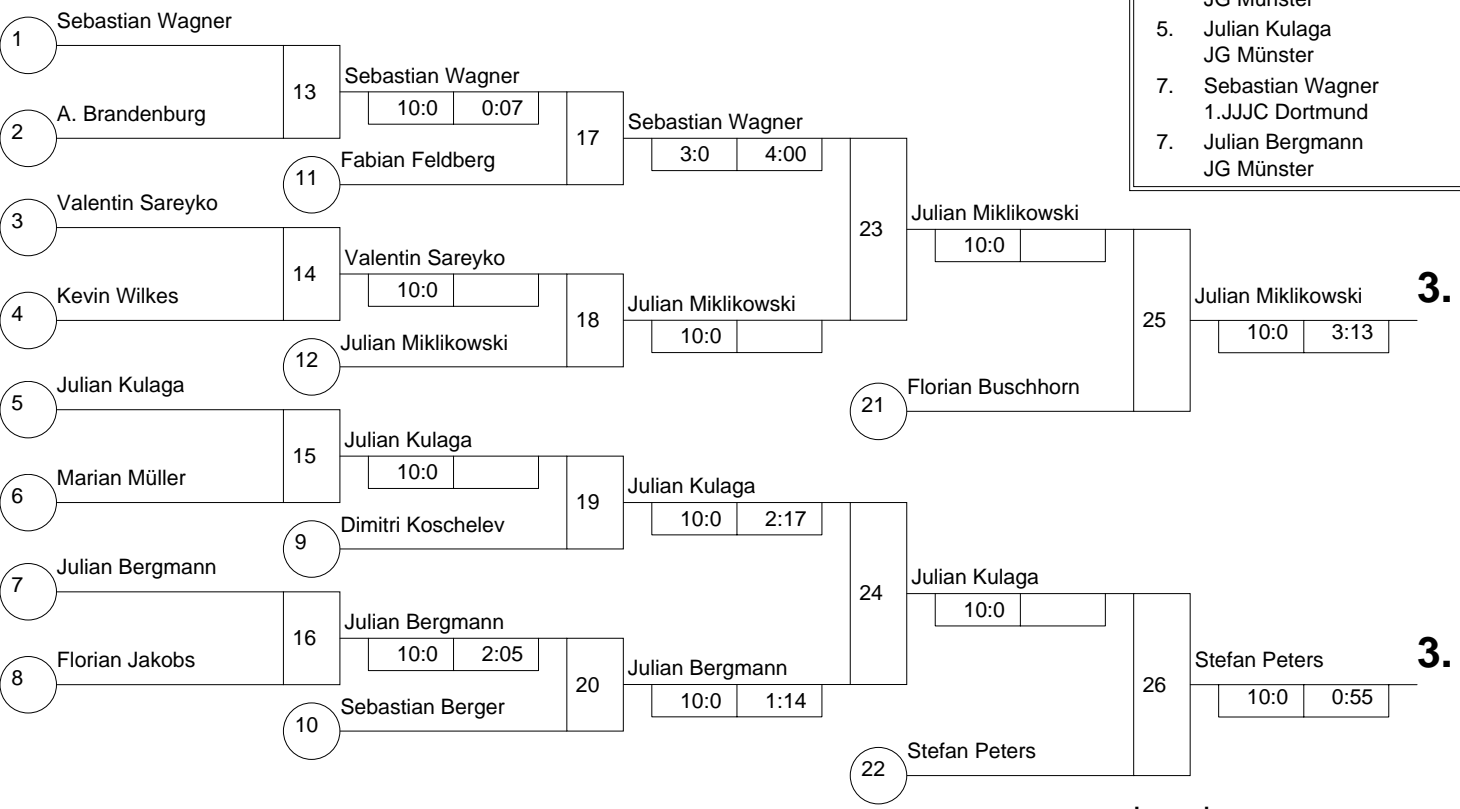 JG Münster
5. Julian Kulaga
JG Münster
7. Sebastian Wagner
1.JJJC Dortmund
7. Julian Bergmann
JG Münster
1 Sebastian Wagner
2 A. Brandenburg
3 Valentin Sareyko
4 Kevin Wilkes
5 Julian Kulaga
6 Marian Müller
7 Julian Bergmann
8 Florian Jakobs
13 Sebastian Wagner
10:0 0:07
11 Fabian Feldberg
14 Valentin Sareyko
10:0
12 Julian Miklikowski
15 Julian Kulaga
10:0
9 Dimitri Koschelev
16 Julian Bergmann
10:0 2:05
10 Sebastian Berger
17 Sebastian Wagner
3:0 4:00
18 Julian Miklikowski
10:0
19 Julian Kulaga
10:0 2:17
20 Julian Bergmann
10:0 1:14
23 Julian Miklikowski
10:0
21 Florian Buschhorn
24 Julian Kulaga
10:0
22 Stefan Peters
25 Julian Miklikowski 3.
10:0 3:13
26 Stefan Peters 3.
10:0 0:55